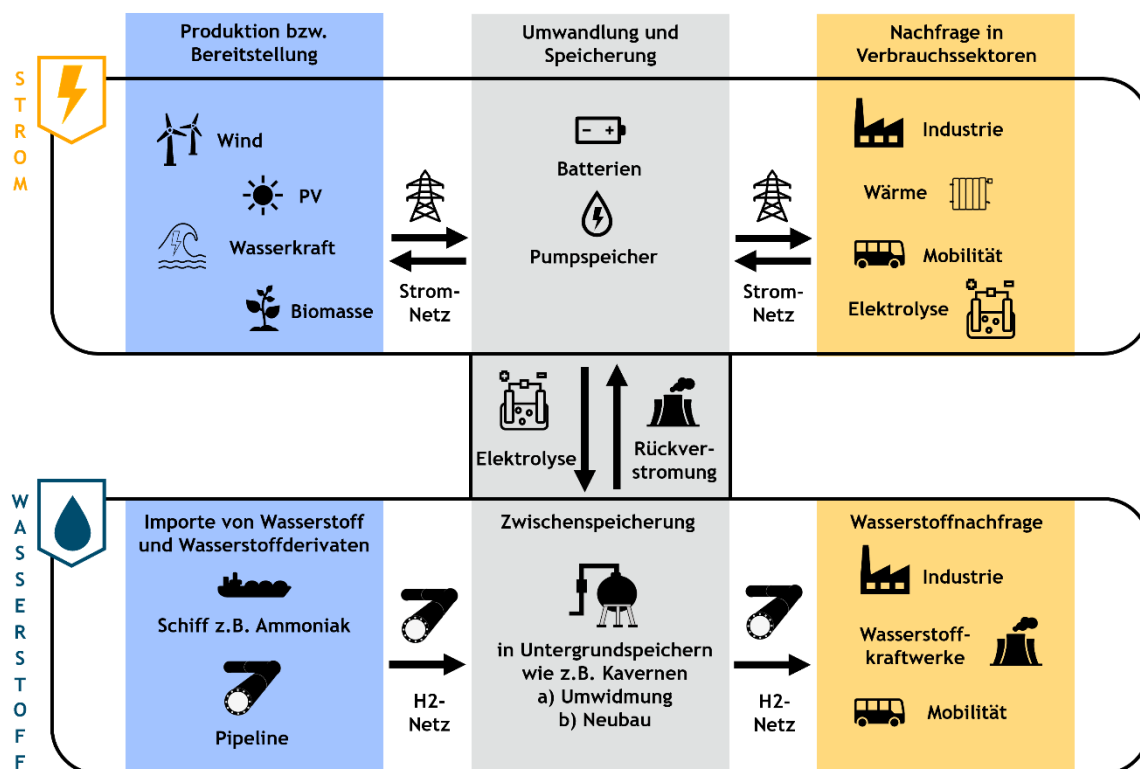 Produktion bzw.
Bereitstellung
Umwandlung und
Speicherung
Nachfrage in
Verbrauchssektoren
STROM
Wind
PV
Wasserkraft
Biomasse
Strom-
Netz
Batterien
Pumpspeicher
Strom-
Netz
Industrie
Wärme
Mobilität
Elektrolyse
Elektrolyse
Rückver-
stromung
WASSERSTOFF
Importe von Wasserstoff
und Wasserstoffderivaten
Schiff z.B. Ammoniak
Pipeline
H2-
Netz
Zwischenspeicherung
in Untergrundspeichern
wie z.B. Kavernen
a) Umwidmung
b) Neubau
H2-
Netz
Wasserstoffnachfrage
Industrie
Wasserstoff-
kraftwerke
Mobilität